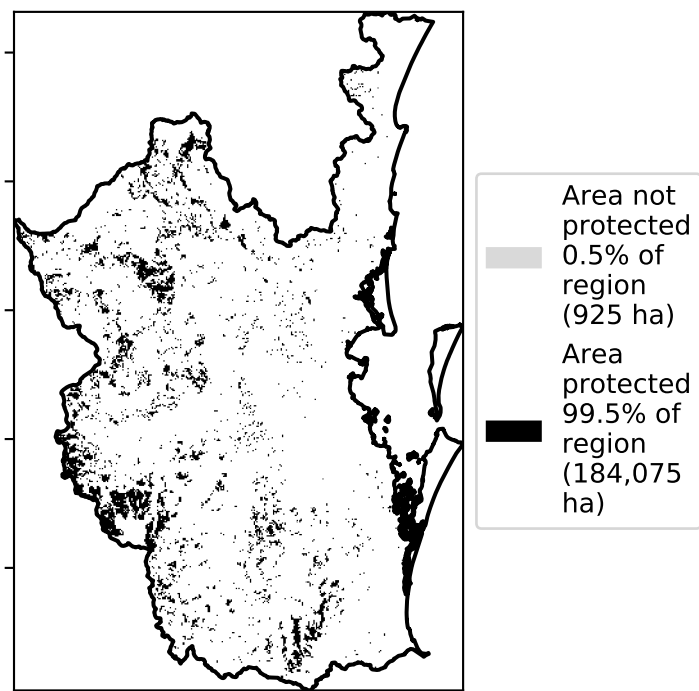 Area not
protected
0.5% of
region
(925 ha)
Area
protected
99.5% of
region
(184,075
ha)